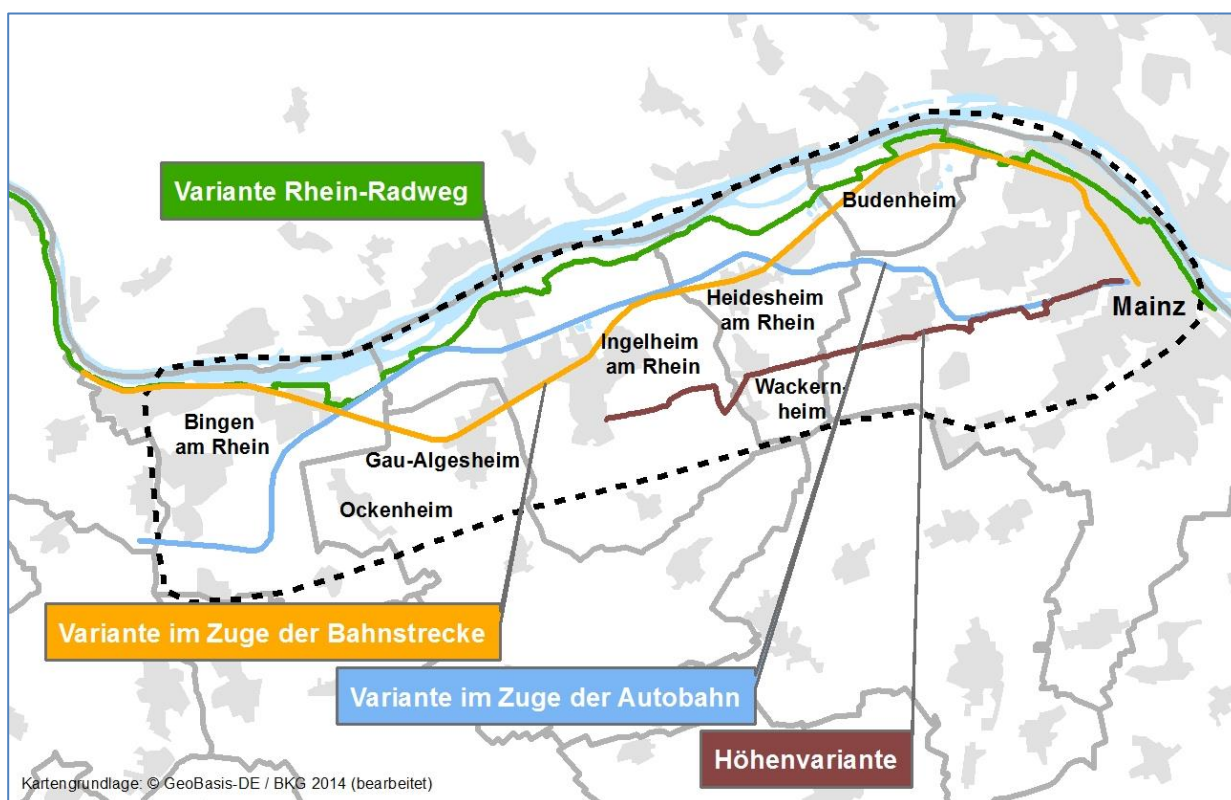 Variante Rhein-Radweg
Budenheim
Heidesheim
am Rhein
Mainz
Ingelheim
am Rhein
Wackern-
heim
Bingen
am Rhein
Gau-Algesheim
Ockenheim
Variante im Zuge der Bahnstrecke
Variante im Zuge der Autobahn
Höhenvariante
Kartengrundlage: © GeoBasis-DE / BKG 2014 (bearbeitet)